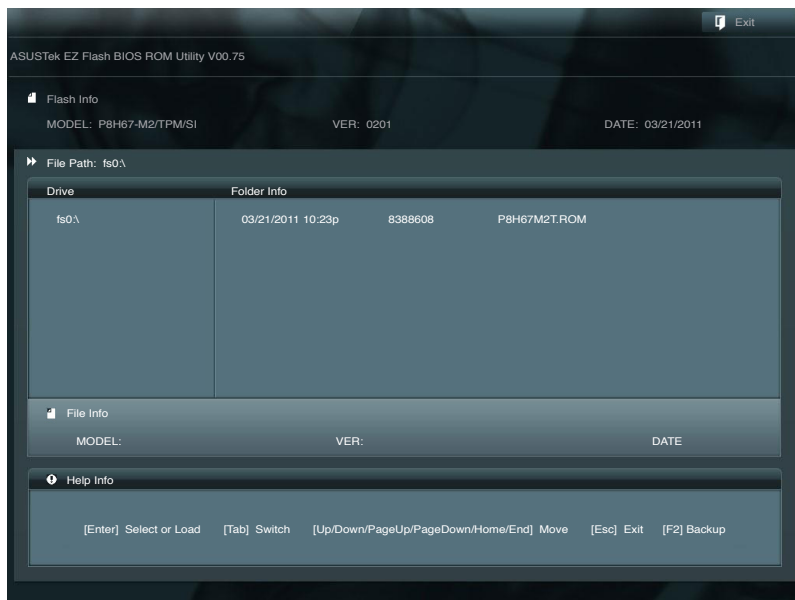 Exit
ASUSTek EZ Flash BIOS ROM Utility V00.75
Flash Info
MODEL: P8H67-M2/TPM/SI VER: 0201 DATE: 03/21/2011
File Path: fs0:\
Drive Folder Info
fs0:\ 03/21/2011 10:23p 8388608 P8H67M2T.ROM
File Info
MODEL: VER: DATE
Help Info
[Enter] Select or Load [Tab] Switch [Up/Down/PageUp/PageDown/Home/End] Move [Esc] Exit [F2] Backup